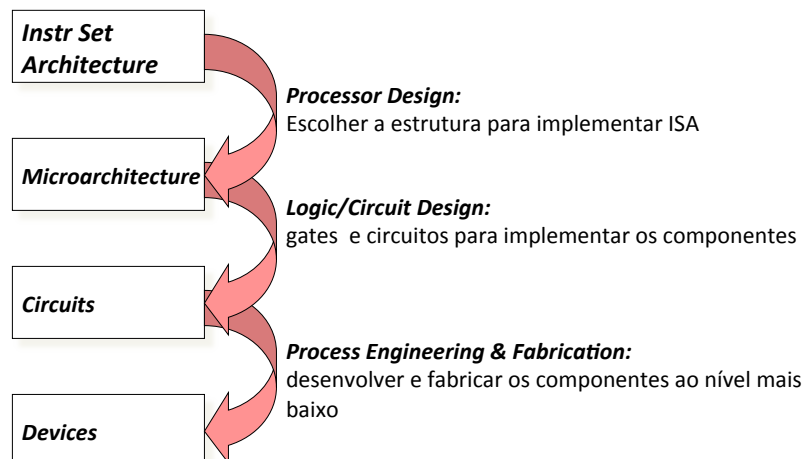 Instr Set
Architecture
Processor Design:
Escolher a estrutura para implementar ISA
Microarchitecture
Logic/Circuit Design:
gates e circuitos para implementar os componentes
Circuits
Process Engineering & Fabrication:
desenvolver e fabricar os componentes ao nível mais
baixo
Devices